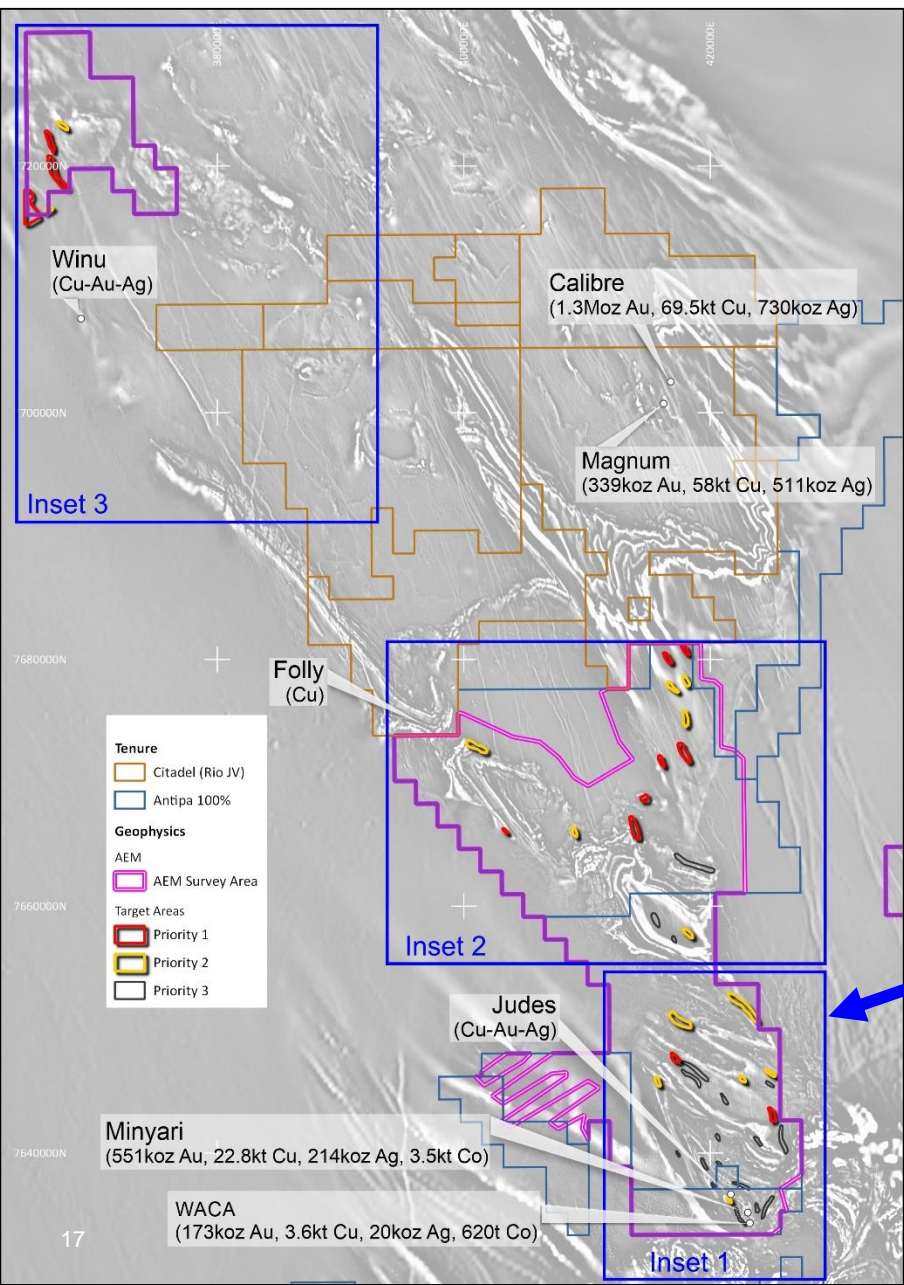 380000E
400000E
420000E
7720000N
Winu
(Cu-Au-Ag)
Calibre
(1.3Moz Au, 69.5kt Cu, 730koz Ag)
7700000N
Magnum
(339koz Au, 58kt Cu, 511koz Ag)
Inset 3
7680000N
Folly
(Cu)
Tenure
Citadel (Rio JV)
Antipa 100%
Geophysics
AEM
AEM Survey Area
Target Areas
Priority 1
Priority 2
Priority 3
7660000N
Inset 2
Judes
(Cu-Au-Ag)
Minyari
(551koz Au, 22.8kt Cu, 214koz Ag, 3.5kt Co)
7640000N
WACA
(173koz Au, 3.6kt Cu, 20koz Ag, 620t Co)
17
Inset 1